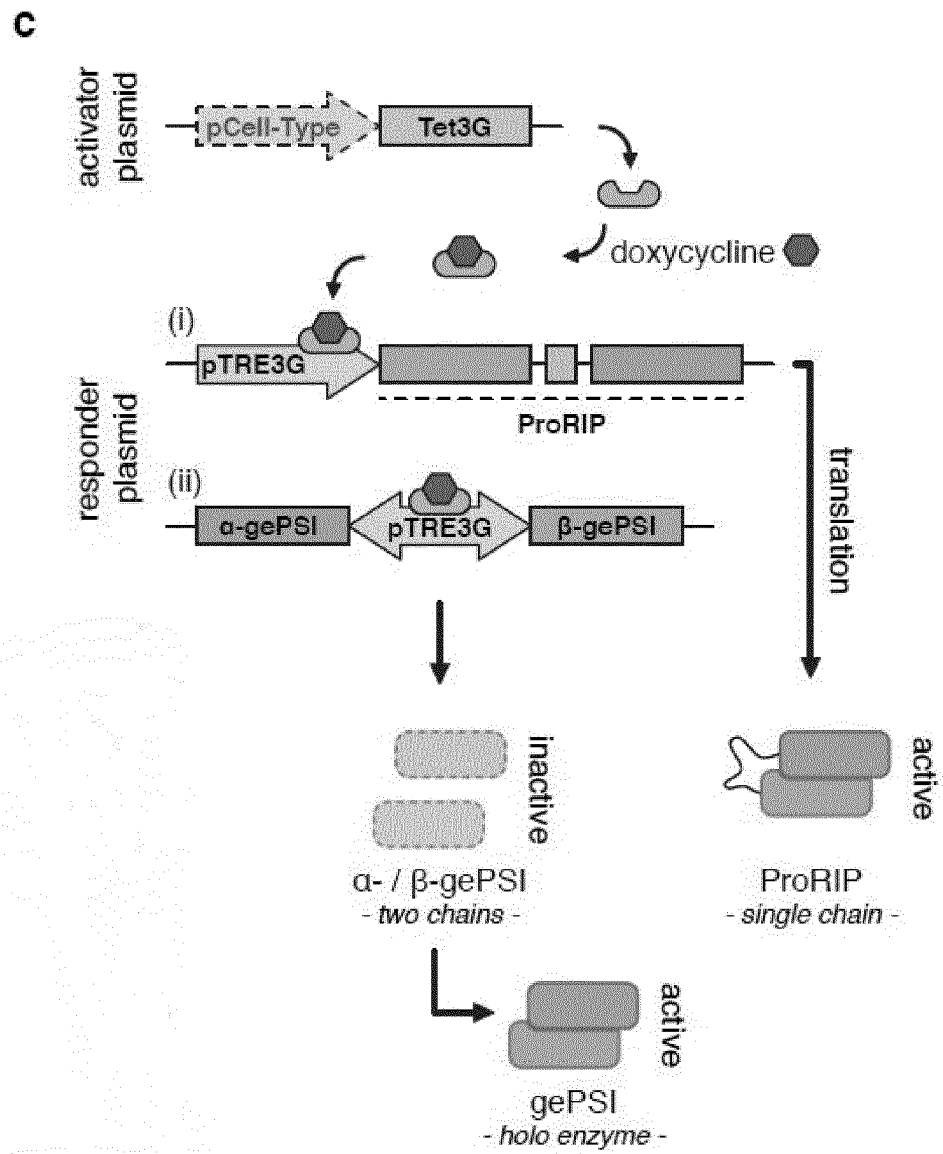 c
activator
plasmid
pCell-Type
Tet3G
doxycycline
(i)
pTRE3G
ProRIP
responder
plasmid
(ii)
α-gePSI
pTRE3G
β-gePSI
translation
inactive
α- / β-gePSI
- two chains -
active
ProRIP
- single chain -
active
gePSI
- holo enzyme -